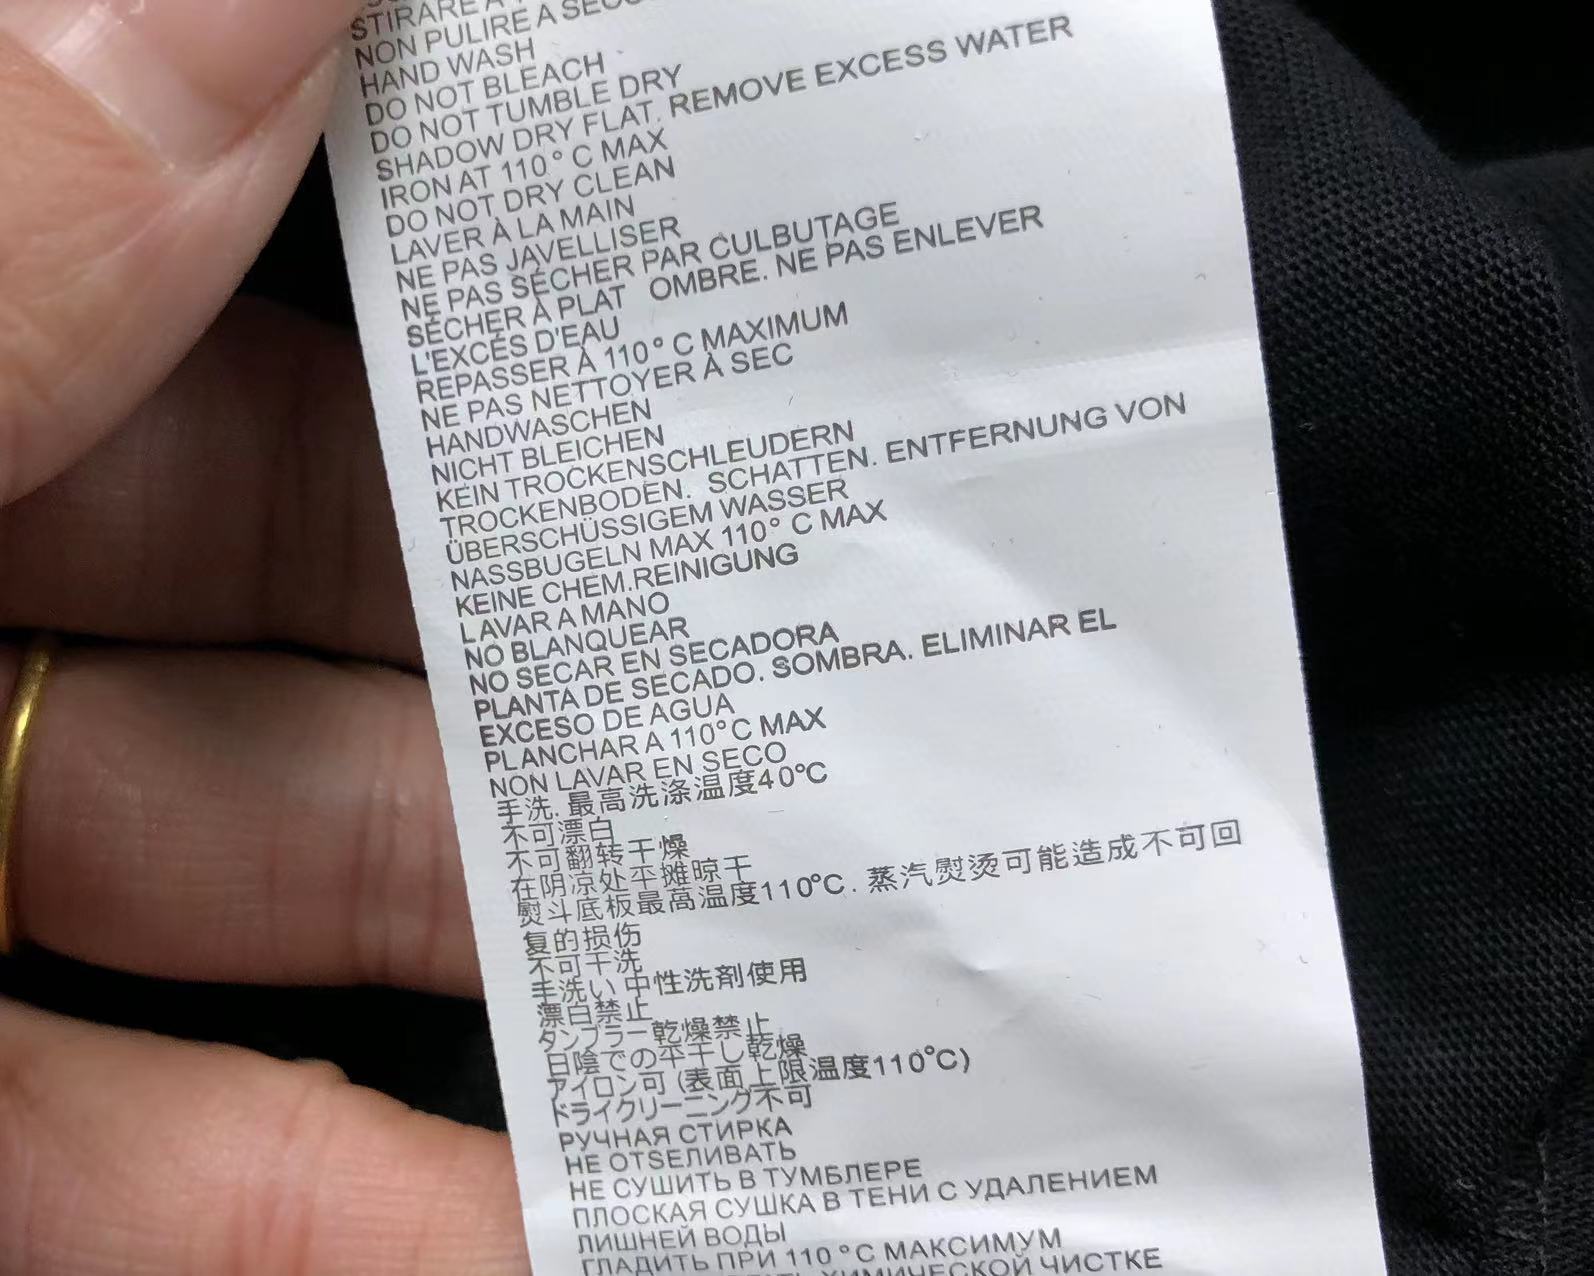 STIRARE A
NON PULIRE A SECCO
HAND WASH
DO NOT BLEACH
DO NOT TUMBLE DRY
SHADOW DRY FLAT. REMOVE EXCESS WATER
IRON AT 110° C MAX
DO NOT DRY CLEAN
LAVER À LA MAIN
NE PAS JAVELLISER
NE PAS SÉCHER PAR CULBUTAGE
SÉCHER À PLAT OMBRE. NE PAS ENLEVER
L'EXCÉS D'EAU
REPASSER À 110° C MAXIMUM
NE PAS NETTOYER À SEC
HANDWASCHEN
NICHT BLEICHEN
KEIN TROCKENSCHLEUDERN
TROCKENBODEN. SCHATTEN. ENTFERNUNG VON
ÜBERSCHÜSSIGEM WASSER
NASSBUGELN MAX 110° C MAX
KEINE CHEM.REINIGUNG
LAVAR A MANO
NO BLANQUEAR
NO SECAR EN SECADORA
PLANTA DE SECADO. SOMBRA. ELIMINAR EL
EXCESO DE AGUA
PLANCHAR A 110°C MAX
NON LAVAR EN SECO
手洗. 最高洗涤温度40℃
不可漂白
不可翻转干燥
在阴凉处平摊晾干
熨斗底板最高温度110℃. 蒸汽熨烫可能造成不可回
复的损伤
不可干洗
手洗い 中性洗剤使用
漂白禁止
タンブラー乾燥禁止
日陰での平干し乾燥
アイロン可 (表面上限温度110℃)
ドライクリーニング不可
РУЧНАЯ СТИРКА
НЕ ОТSЕЛИВАТЬ
НЕ СУШИТЬ В ТУМБЛЕРЕ
ПЛОСКАЯ СУШКА В ТЕНИ С УДАЛЕНИЕМ
ЛИШНЕЙ ВОДЫ
ГЛАДИТЬ ПРИ 110 ° С МАКСИМУМ
ХИМИЧЕСКОЙ ЧИСТКЕ